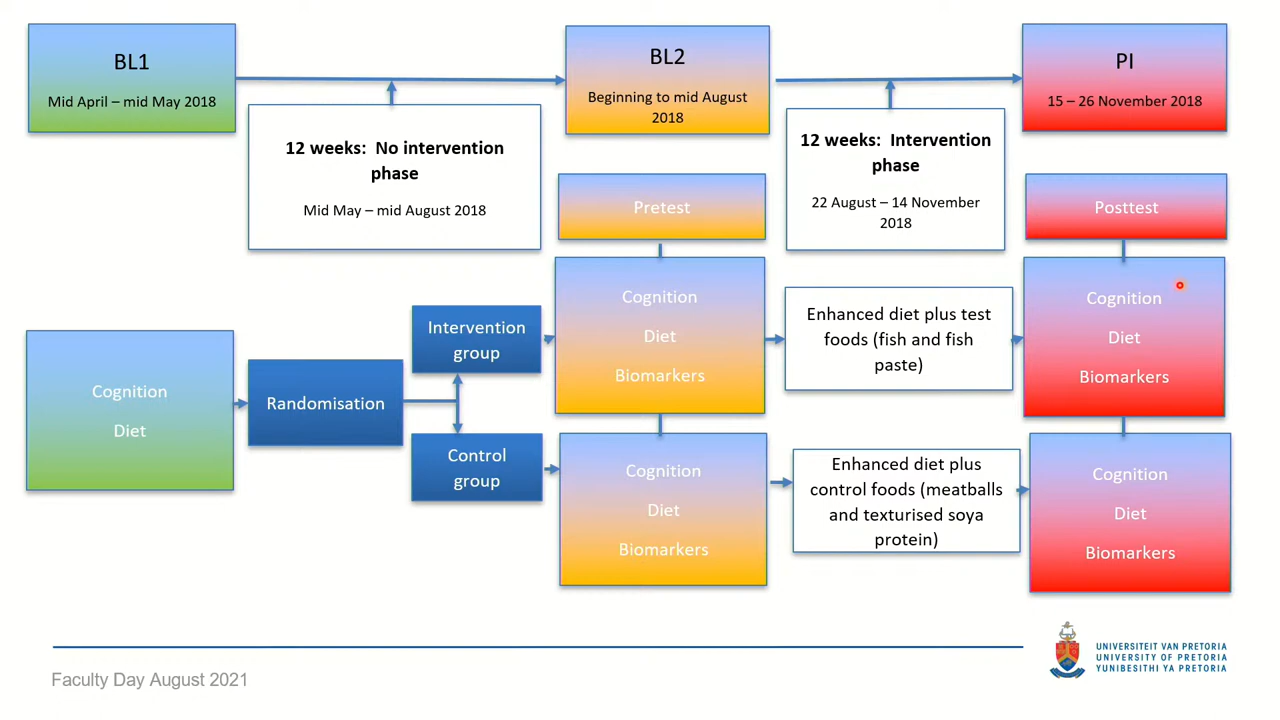 BL1
Mid April – mid May 2018
BL2
Beginning to mid August
2018
PI
15 – 26 November 2018
12 weeks:  No intervention
phase
Mid May – mid August 2018
12 weeks:  Intervention
phase
22 August – 14 November
2018
Pretest
Posttest
Cognition
Diet
Randomisation
Intervention
group
Cognition
Diet
Biomarkers
Enhanced diet plus test
foods (fish and fish
paste)
Cognition
Diet
Biomarkers
Control
group
Cognition
Diet
Biomarkers
Enhanced diet plus
control foods (meatballs
and texturised soya
protein)
Cognition
Diet
Biomarkers
Faculty Day August 2021
UNIVERSITEIT VAN PRETORIA
UNIVERSITY OF PRETORIA
YUNIBESITHI YA PRETORIA